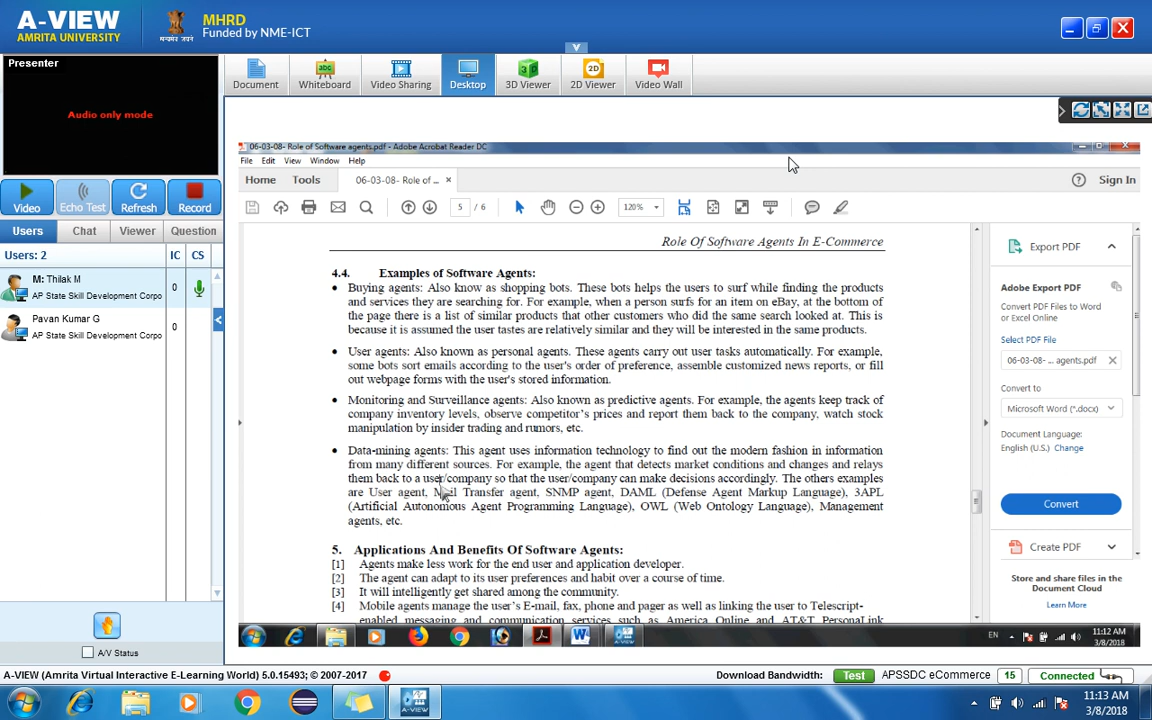 A-VIEW
AMRITA UNIVERSITY
MHRD
Funded by NME-ICT
Presenter
Audio only mode
Document
Whiteboard
Video Sharing
Desktop
3D Viewer
2D Viewer
Video Wall
Video
Echo Test
Refresh
Record
Users
Chat
Viewer
Question
Users: 2
IC
CS
M: Thilak M
AP State Skill Development Corpo
0
Pavan Kumar G
AP State Skill Development Corpo
0
A/V Status
06-03-08- Role of Software agents.pdf - Adobe Acrobat Reader DC
File Edit View Window Help
Home
Tools
06-03-08- Role of ... ×
Sign In
5 / 6
120%
Role Of Software Agents In E-Commerce
4.4. Examples of Software Agents:
• Buying agents: Also know as shopping bots. These bots helps the users to surf while finding the products
and services they are searching for. For example, when a person surfs for an item on eBay, at the bottom of
the page there is a list of similar products that other customers who did the same search looked at. This is
because it is assumed the user tastes are relatively similar and they will be interested in the same products.
• User agents: Also known as personal agents. These agents carry out user tasks automatically. For example,
some bots sort emails according to the user's order of preference, assemble customized news reports, or fill
out webpage forms with the user's stored information.
• Monitoring and Surveillance agents: Also known as predictive agents. For example, the agents keep track of
company inventory levels, observe competitor's prices and report them back to the company, watch stock
manipulation by insider trading and rumors, etc.
• Data-mining agents: This agent uses information technology to find out the modern fashion in information
from many different sources. For example, the agent that detects market conditions and changes and relays
them back to a user/company so that the user/company can make decisions accordingly. The others examples
are User agent, Mail Transfer agent, SNMP agent, DAML (Defense Agent Markup Language), 3APL
(Artificial Autonomous Agent Programming Language), OWL (Web Ontology Language), Management
agents, etc.
5. Applications And Benefits Of Software Agents:
[1] Agents make less work for the end user and application developer.
[2] The agent can adapt to its user preferences and habit over a course of time.
[3] It will intelligently get shared among the community.
[4] Mobile agents manage the user's E-mail, fax, phone and pager as well as linking the user to Telescript-
enabled messaging and communication services such as America Online and AT&T PersonaLink
Export PDF
Adobe Export PDF
Convert PDF Files to Word
or Excel Online
Select PDF File
06-03-08- ... agents.pdf
Convert to
Microsoft Word (*.docx)
Document Language:
English (U.S.) Change
Convert
Create PDF
Store and share files in the
Document Cloud
Learn More
EN
11:12 AM
3/8/2018
A-VIEW (Amrita Virtual Interactive E-Learning World) 5.0.15493; © 2007-2017
Download Bandwidth:
Test
APSSDC eCommerce
15
Connected
11:13 AM
3/8/2018